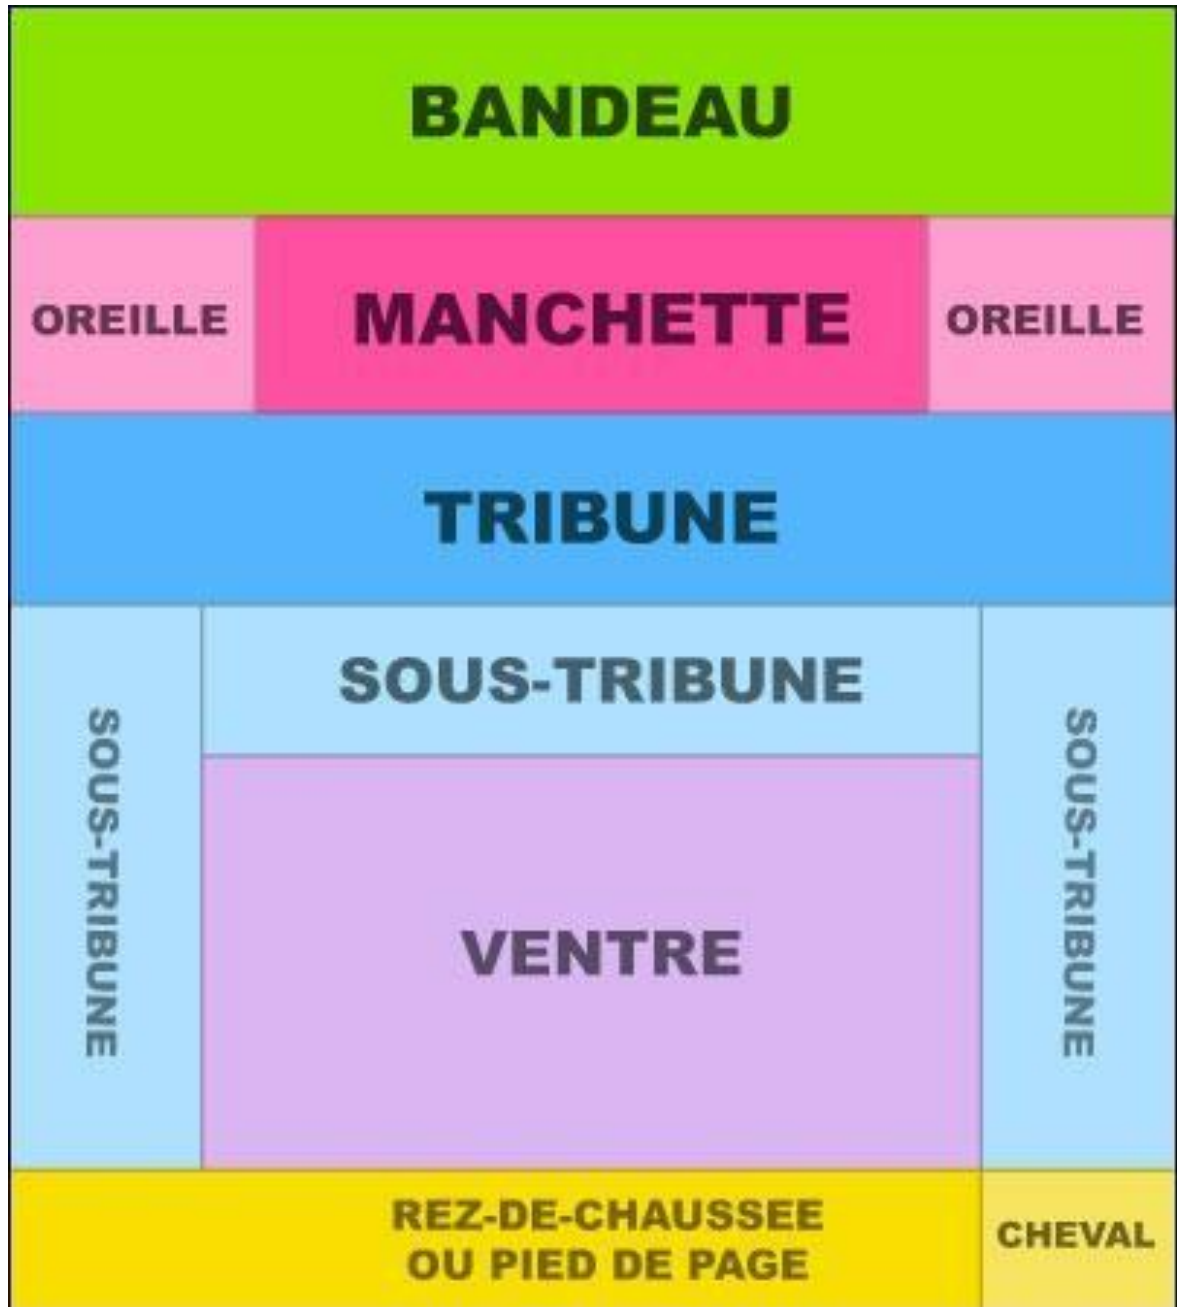 BANDEAU
OREILLE
MANCHETTE
OREILLE
TRIBUNE
SOUS-TRIBUNE
SOUS-TRIBUNE
SOUS-TRIBUNE
VENTRE
REZ-DE-CHAUSSEE
OU PIED DE PAGE
CHEVAL